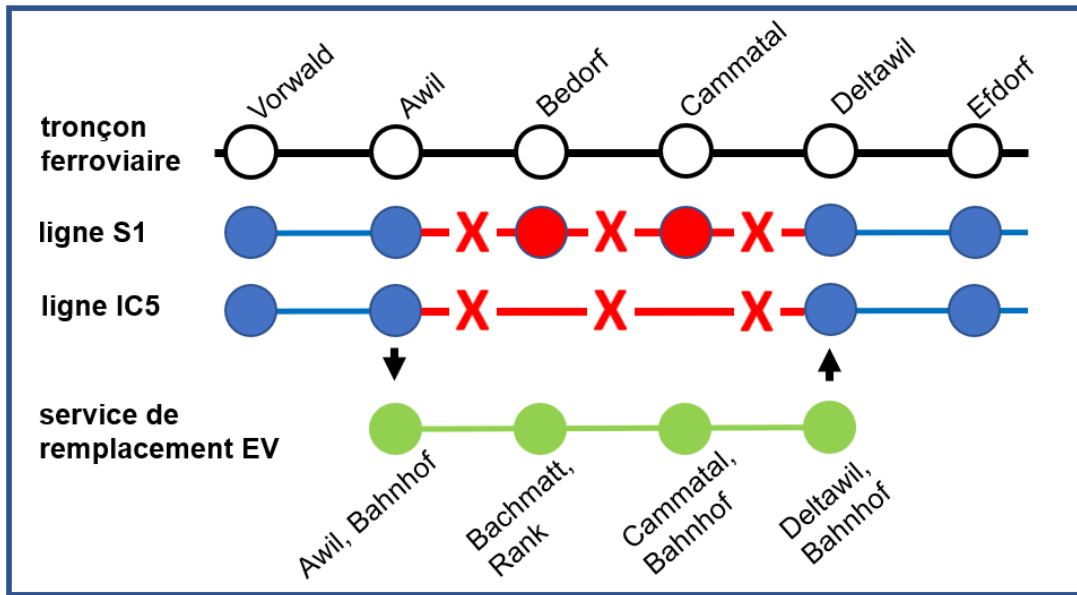 Vorwald
Awil
Bedorf
Cammatal
Deltawil
Efdorf
tronçon
ferroviaire
ligne S1
X X X
ligne IC5
X X X
service de
remplacement EV
Awil, Bahnhof
Bachmatt,
Rank
Cammatal,
Bahnhof
Deltawil,
Bahnhof